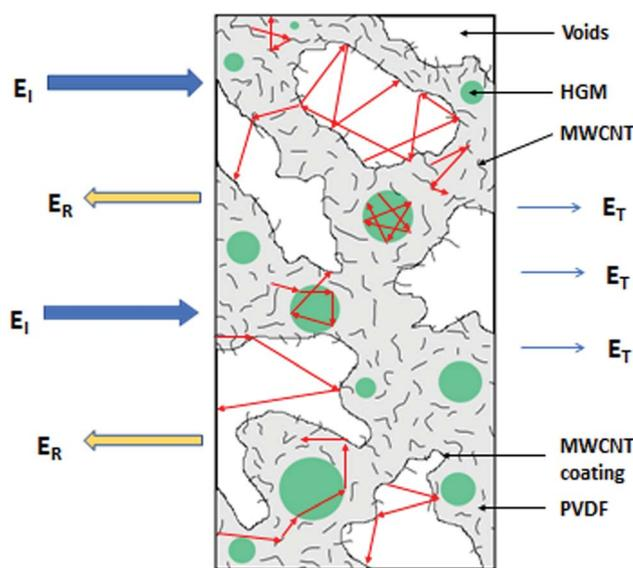 Voids
E_I
HGM
MWCNT
E_R
E_T
E_T
E_I
E_T
E_R
MWCNT
coating
PVDF